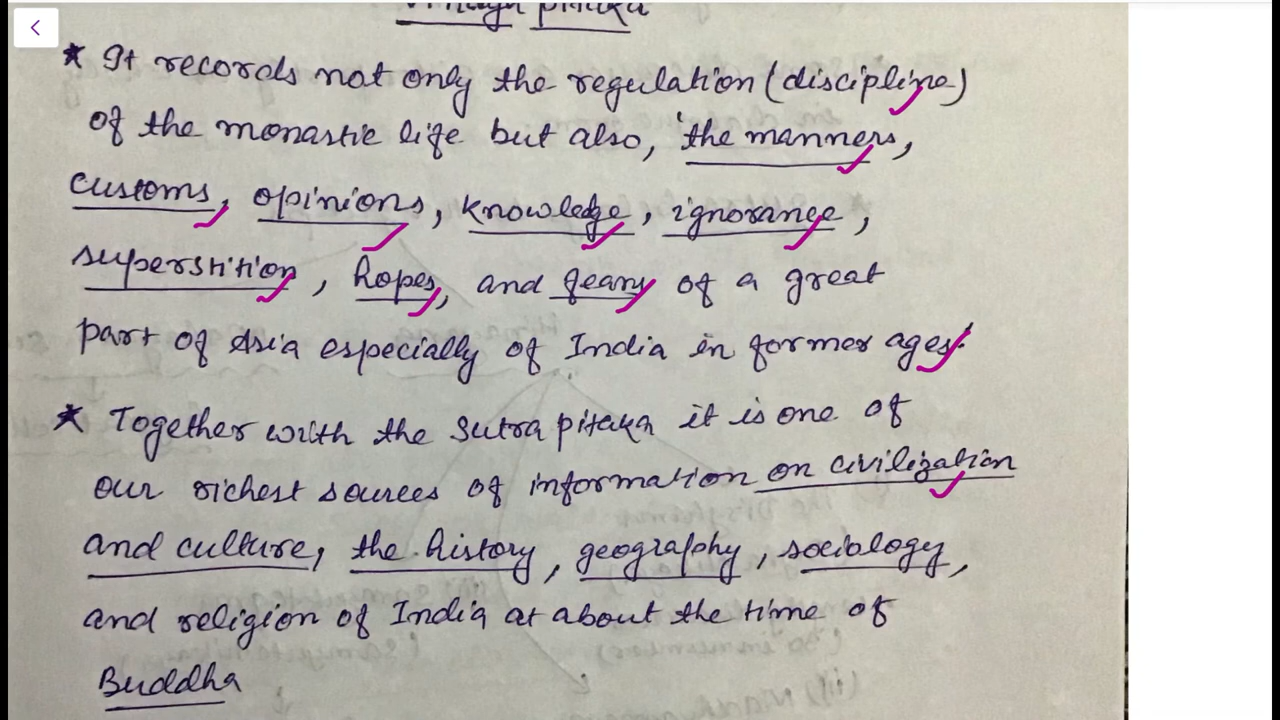 Vinaya pitaka
* It records not only the regulation (discipline)
of the monastic life but also, 'the manners,
customs, opinions, knowledge, ignorance,
superstition, hopes, and fears of a great
part of Asia especially of India in former ages.
* Together with the Sutra pitaka it is one of
our richest sources of information on civilization
and culture, the history, geography, sociology,
and religion of India at about the time of
Buddha